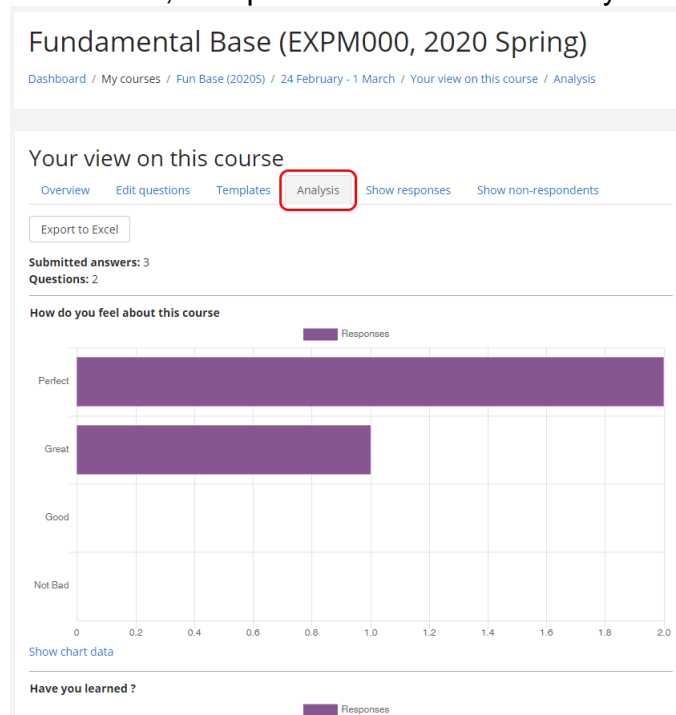 Fundamental Base (EXPM000, 2020 Spring)
Dashboard / My courses / Fun Base (2020S) / 24 February - 1 March / Your view on this course / Analysis
Your view on this course
Overview Edit questions Templates Analysis Show responses Show non-respondents
Export to Excel
Submitted answers: 3
Questions: 2
How do you feel about this course
Responses
Perfect
Great
Good
Not Bad
0 0.2 0.4 0.6 0.8 1.0 1.2 1.4 1.6 1.8 2.0
Show chart data
Have you learned ?
Responses